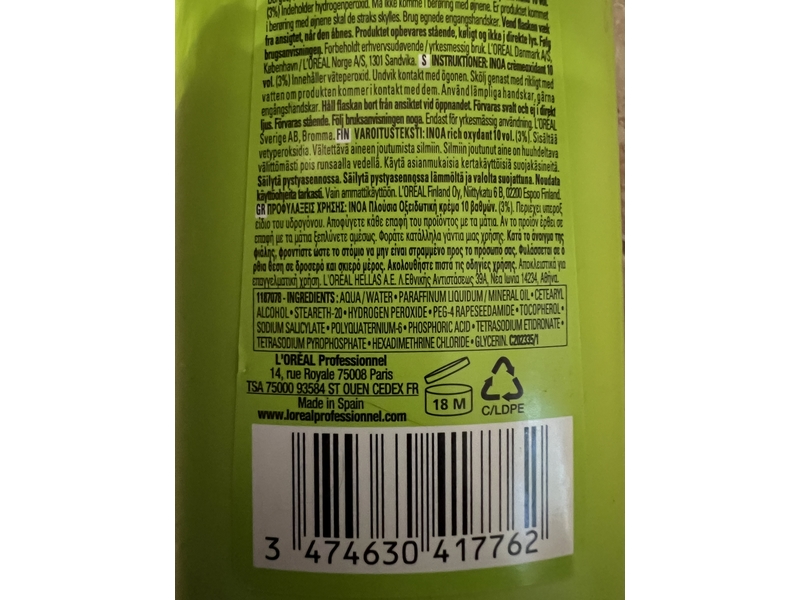 (3%) Indeholder hydrogenperoxid. Må ikke komme i berøring med øjnene. Er produktet kommet
i berøring med øjnene skal de straks skylles. Brug egnede engangshandsker. Vend flasken væk
fra ansigtet, når den åbnes. Produktet opbevares stående, køligt og ikke i direkte lys. Følg
brugsanvisningen. Forbeholdt erhvervsudøvende / yrkesmessig bruk. L'ORÉAL Danmark A/S,
København / L'ORÉAL Norge A/S, 1301 Sandvika. S INSTRUKTIONER: INOA crèmeoxidant 10
vol. (3%) Innehåller väteperoxid. Undvik kontakt med ögonen. Skölj genast med rikligt med
vatten om produkten kommer i kontakt med dem. Använd lämpliga handskar, gärna
engångshandskar. Håll flaskan bort från ansiktet vid öppnandet. Förvaras svalt och ej i direkt
ljus. Förvaras stående. Följ bruksanvisningen noga. Endast för yrkesmässig användning. L'ORÉAL
Sverige AB, Bromma. FIN VAROITUSTEKSTI: INOA rich oxydant 10 vol. (3%). Sisältää
vetyperoksidia. Vältettävä aineen joutumista silmiin. Silmiin joutunut aine on huuhdeltava
välittömästi pois runsaalla vedellä. Käytä asianmukaisia kertakäyttöisiä suojakäsineitä.
Säilytä pystyasennossa. Säilytä pystyasennossa lämmöltä ja valolta suojattuna. Noudata
käyttöohjeita tarkasti. Vain ammattikäyttöön. L'ORÉAL Finland Oy, Niittykatu 6 B, 02200 Espoo Finland.
GR ΠΡΟΦΥΛΑΞΕΙΣ ΧΡΗΣΗΣ: INOA Πλούσια Οξειδωτική κρέμα 10 βαθμών. (3%). Περιέχει υπεροξ
είδιο του υδρογόνου. Αποφύγετε κάθε επαφή του προϊόντος με τα μάτια. Αν το προϊόν έρθει σε
επαφή με τα μάτια ξεπλύνετε αμέσως. Φοράτε κατάλληλα γάντια μιας χρήσης. Κατά το άνοιγμα της
φιάλης, φροντίστε ώστε το στόμιο να μην είναι στραμμένο προς το πρόσωπό σας. Φυλάσσεται σε ό
ρθια θέση σε δροσερό και σκιερό μέρος. Ακολουθήστε πιστά τις οδηγίες χρήσης. Αποκλειστικά για
επαγγελματική χρήση. L'ORÉAL HELLAS A.E. Λ.Εθνικής Αντιστάσεως 39Α, Νέα Ιωνία 14234, Αθήνα.
1187078 - INGREDIENTS: AQUA / WATER • PARAFFINUM LIQUIDUM / MINERAL OIL • CETEARYL
ALCOHOL • STEARETH-20 • HYDROGEN PEROXIDE • PEG-4 RAPESEEDAMIDE • TOCOPHEROL •
SODIUM SALICYLATE • POLYQUATERNIUM-6 • PHOSPHORIC ACID • TETRASODIUM ETIDRONATE •
TETRASODIUM PYROPHOSPHATE • HEXADIMETHRINE CHLORIDE • GLYCERIN. C202335/1
L'ORÉAL Professionnel
14, rue Royale 75008 Paris
TSA 75000 93584 ST OUEN CEDEX FR
Made in Spain
www.lorealprofessionnel.com
18 M
C/LDPE
3 474630 417762